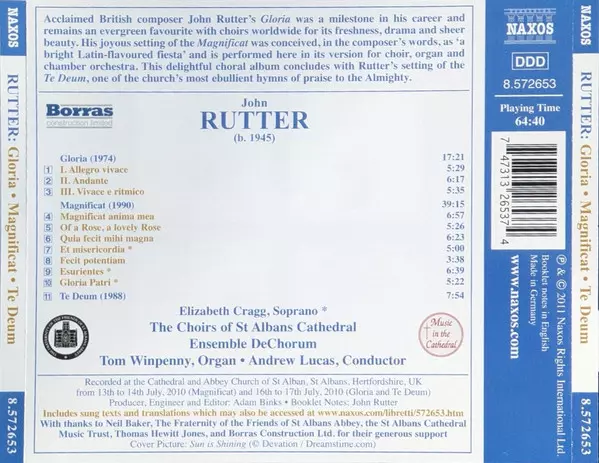 Acclaimed British composer John Rutter's Gloria was a milestone in his career and
remains an evergreen favourite with choirs worldwide for its freshness, drama and sheer
beauty. His joyous setting of the Magnificat was conceived, in the composer's words, as 'a
bright Latin-flavoured fiesta' and is performed here in its version for choir, organ and
chamber orchestra. This delightful choral album concludes with Rutter's setting of the
Te Deum, one of the church's most ebullient hymns of praise to the Almighty.
Borras
construction limited
John
RUTTER
(b. 1945)
Gloria (1974) 17:21
1 I. Allegro vivace 5:29
2 II. Andante 6:17
3 III. Vivace e ritmico 5:35
Magnificat (1990) 39:15
4 Magnificat anima mea 6:57
5 Of a Rose, a lovely Rose 5:26
6 Quia fecit mihi magna 6:23
7 Et misericordia * 5:00
8 Fecit potentiam 3:38
9 Esurientes * 6:39
10 Gloria Patri * 5:22
11 Te Deum (1988) 7:54
Elizabeth Cragg, Soprano *
The Choirs of St Albans Cathedral
Ensemble DeChorum
Tom Winpenny, Organ • Andrew Lucas, Conductor
Music
in the
Cathedral
Recorded at the Cathedral and Abbey Church of St Alban, St Albans, Hertfordshire, UK
from 13th to 14th July, 2010 (Magnificat) and 16th to 17th July, 2010 (Gloria and Te Deum)
Producer, Engineer and Editor: Adam Binks • Booklet Notes: John Rutter
Includes sung texts and translations which may also be accessed at www.naxos.com/libretti/572653.htm
With thanks to Neil Baker, The Fraternity of the Friends of St Albans Abbey, the St Albans Cathedral
Music Trust, Thomas Hewitt Jones, and Borras Construction Ltd. for their generous support
Cover Picture: Sun is Shining (© Devation / Dreamstime.com)
NAXOS
DDD
8.572653
Playing Time
64:40
7 47313 26537 4
www.naxos.com
℗ & © 2011 Naxos Rights International Ltd.
Booklet notes in English
Made in Germany
NAXOS
RUTTER: Gloria • Magnificat • Te Deum
8.572653
NAXOS
RUTTER: Gloria • Magnificat • Te Deum
8.572653